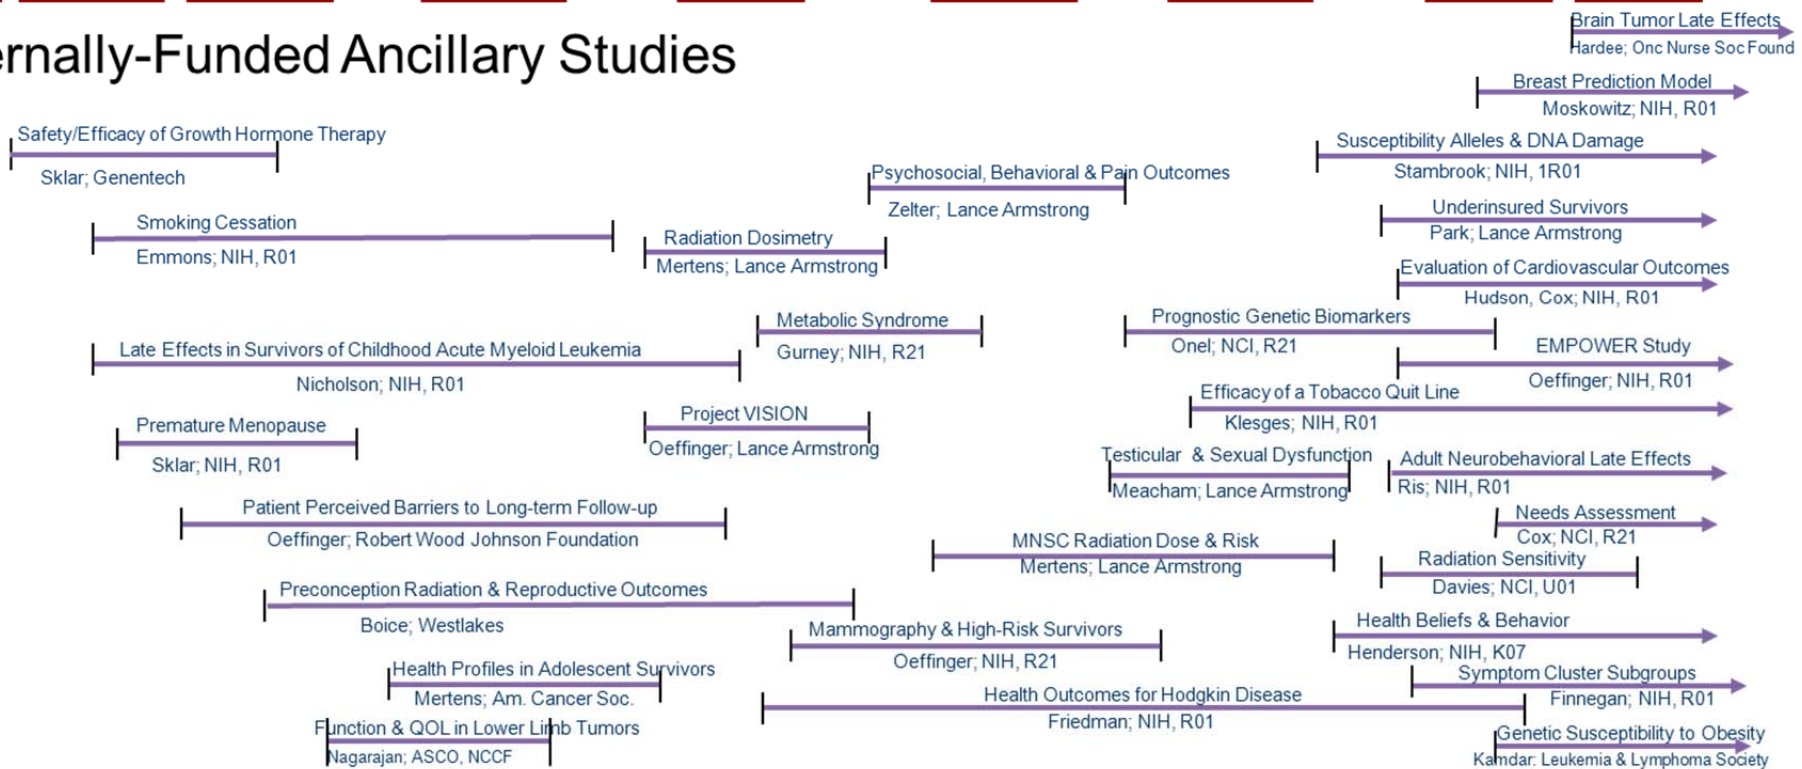 ernally-Funded Ancillary Studies
Brain Tumor Late Effects
Hardee; Onc Nurse Soc Found
Breast Prediction Model
Moskowitz; NIH, R01
Safety/Efficacy of Growth Hormone Therapy
Sklar; Genentech
Susceptibility Alleles & DNA Damage
Stambrook; NIH, 1R01
Psychosocial, Behavioral & Pain Outcomes
Zelter; Lance Armstrong
Smoking Cessation
Emmons; NIH, R01
Radiation Dosimetry
Mertens; Lance Armstrong
Underinsured Survivors
Park; Lance Armstrong
Evaluation of Cardiovascular Outcomes
Hudson, Cox; NIH, R01
Late Effects in Survivors of Childhood Acute Myeloid Leukemia
Nicholson; NIH, R01
Metabolic Syndrome
Gurney; NIH, R21
Prognostic Genetic Biomarkers
Onel; NCI, R21
EMPOWER Study
Oeffinger; NIH, R01
Efficacy of a Tobacco Quit Line
Klesges; NIH, R01
Premature Menopause
Sklar; NIH, R01
Project VISION
Oeffinger; Lance Armstrong
Testicular & Sexual Dysfunction
Meacham; Lance Armstrong
Adult Neurobehavioral Late Effects
Ris; NIH, R01
Patient Perceived Barriers to Long-term Follow-up
Oeffinger; Robert Wood Johnson Foundation
Needs Assessment
Cox; NCI, R21
MNSC Radiation Dose & Risk
Mertens; Lance Armstrong
Radiation Sensitivity
Davies; NCI, U01
Preconception Radiation & Reproductive Outcomes
Boice; Westlakes
Mammography & High-Risk Survivors
Oeffinger; NIH, R21
Health Beliefs & Behavior
Henderson; NIH, K07
Health Profiles in Adolescent Survivors
Mertens; Am. Cancer Soc.
Symptom Cluster Subgroups
Finnegan; NIH, R01
Health Outcomes for Hodgkin Disease
Friedman; NIH, R01
Function & QOL in Lower Limb Tumors
Nagarajan; ASCO, NCCF
Genetic Susceptibility to Obesity
Kamdar: Leukemia & Lymphoma Society